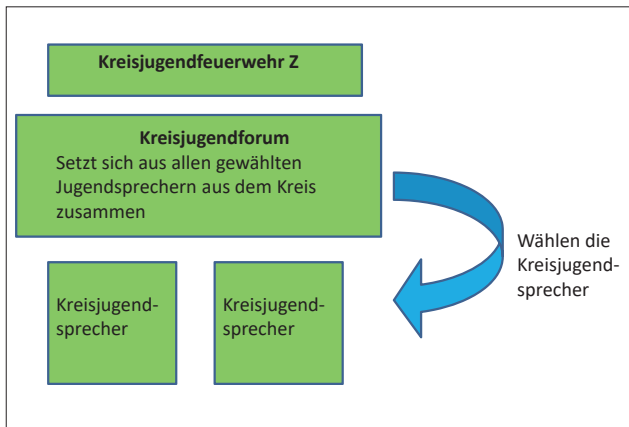 Kreisjugendfeuerwehr Z
Kreisjugendforum
Setzt sich aus allen gewählten
Jugendsprechern aus dem Kreis
zusammen
Wählen die
Kreisjugend-
sprecher
Kreisjugend-
sprecher
Kreisjugend-
sprecher